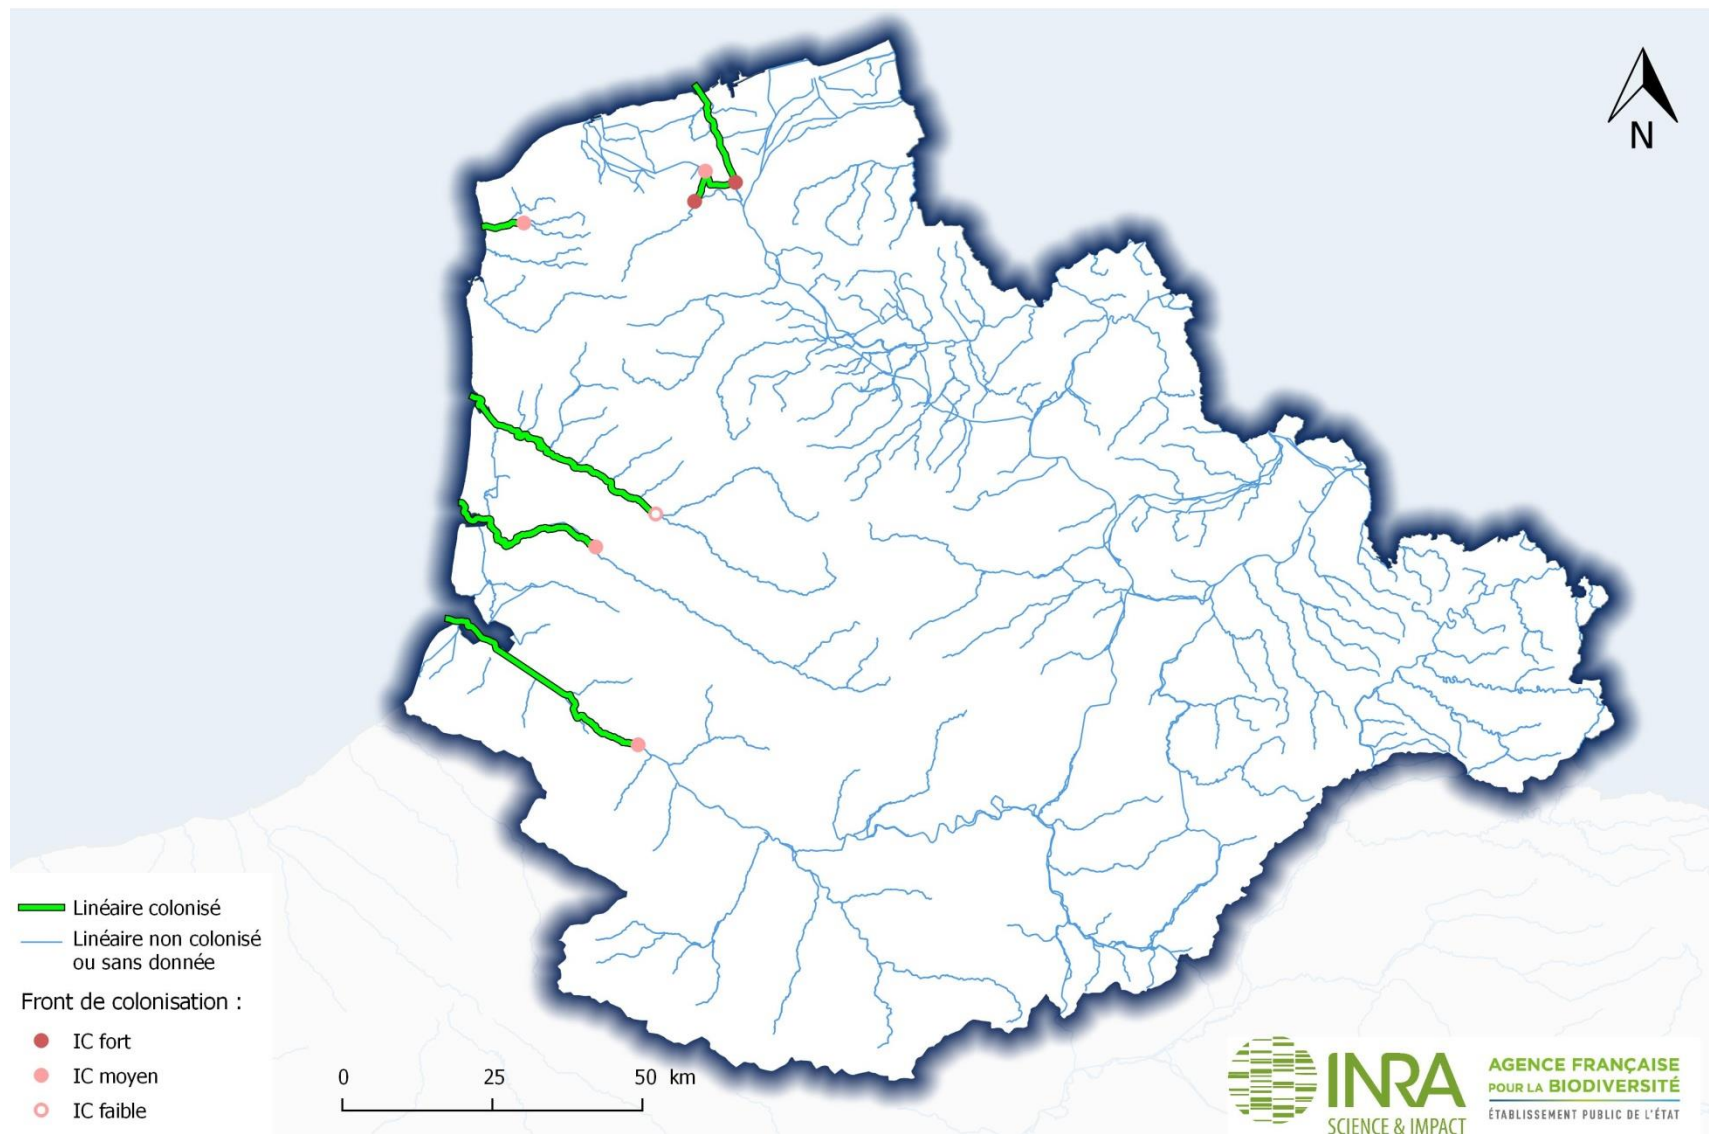 N
Linéaire colonisé
Linéaire non colonisé
ou sans donnée
Front de colonisation :
IC fort
IC moyen
IC faible
0 25 50 km
INRA
SCIENCE & IMPACT
AGENCE FRANÇAISE
POUR LA BIODIVERSITÉ
ÉTABLISSEMENT PUBLIC DE L'ÉTAT